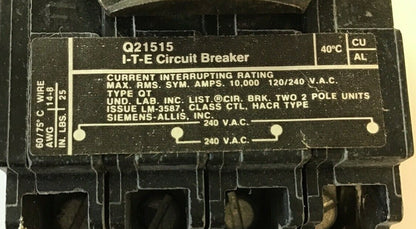 Q21515
I-T-E Circuit Breaker
40°C
CU
AL
CURRENT INTERRUPTING RATING
MAX. RMS. SYM. AMPS. 10,000 120/240 V.A.C.
TYPE QT
UND. LAB. INC. LIST.®CIR. BRK. TWO 2 POLE UNITS
ISSUE LM-3587. CLASS CTL, HACR TYPE
SIEMENS-ALLIS, INC.
240 V.A.C.
240 V.A.C.
60/75° C WIRE
AWG 14-8
IN. LBS. 25